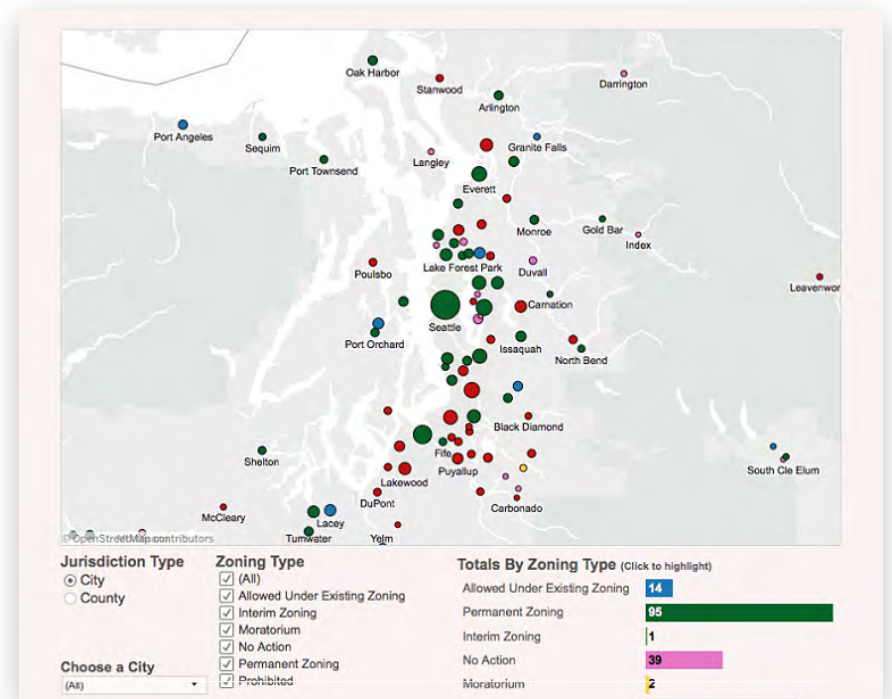 Oak Harbor
Stanwood
Darrington
Arlington
Port Angeles
Sequim
Granite Falls
Langley
Port Townsend
Everett
Monroe
Gold Bar
Index
Lake Forest Park
Poulsbo
Duvall
Leavenwor
Carnation
Seattle
Port Orchard
Issaquah
North Bend
Black Diamond
Shelton
Fife
Puyallup
South Cle Elum
Lakewood
DuPont
Carbonado
McCleary
Lacey
Tumwater
Yelm
© OpenStreetMap contributors
Jurisdiction Type
City
County
Choose a City
(All)
Zoning Type
(All)
Allowed Under Existing Zoning
Interim Zoning
Moratorium
No Action
Permanent Zoning
Prohibited
Totals By Zoning Type (Click to highlight)
Allowed Under Existing Zoning 14
Permanent Zoning 95
Interim Zoning 1
No Action 39
Moratorium 2